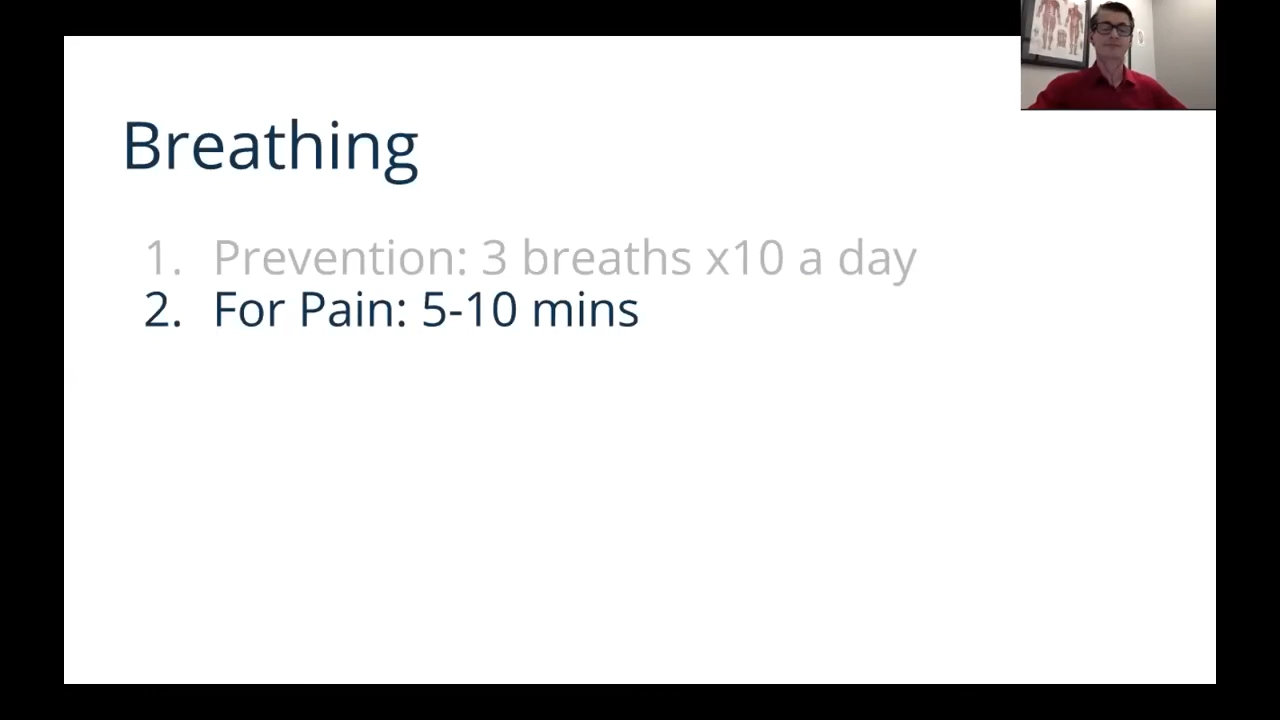 Breathing
1. Prevention: 3 breaths x10 a day
2. For Pain: 5-10 mins